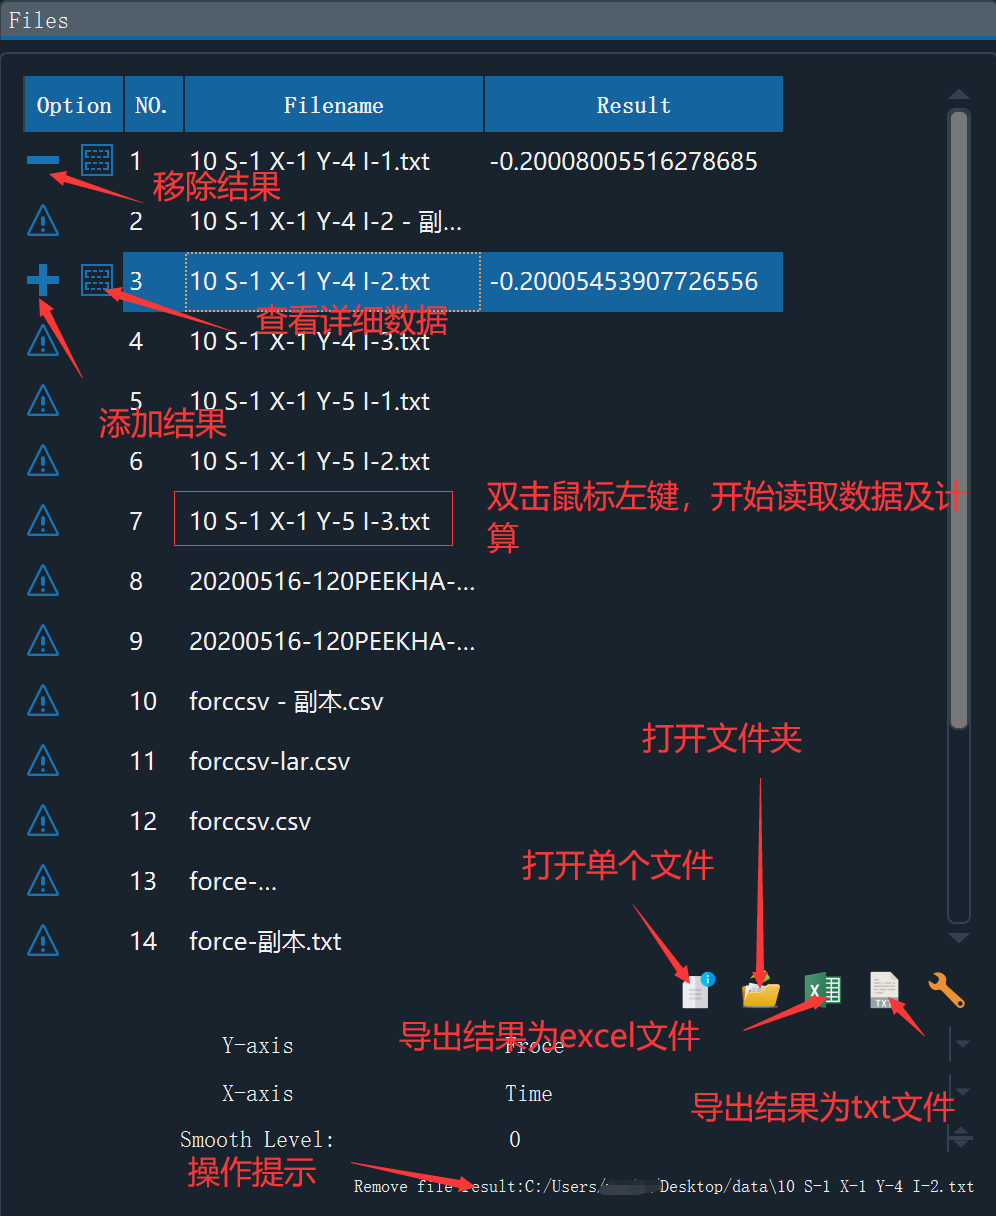 Files
Option NO. Filename Result
1 10 S-1 X-1 Y-4 I-1.txt -0.20008005516278685
移除结果
2 10 S-1 X-1 Y-4 I-2 - 副...
3 10 S-1 X-1 Y-4 I-2.txt -0.20005453907726556
查看详细数据
4 10 S-1 X-1 Y-4 I-3.txt
5 10 S-1 X-1 Y-5 I-1.txt
添加结果
6 10 S-1 X-1 Y-5 I-2.txt
双击鼠标左键，开始读取数据及计
算
7 10 S-1 X-1 Y-5 I-3.txt
8 20200516-120PEEKHA-...
9 20200516-120PEEKHA-...
10 forccsv - 副本.csv
打开文件夹
11 forccsv-lar.csv
12 forccsv.csv
打开单个文件
13 force-...
14 force-副本.txt
TXT
导出结果为excel文件
Y-axis Froce
X-axis Time
导出结果为txt文件
Smooth Level: 0
操作提示
Remove file result:C:/Users/ /Desktop/data\10 S-1 X-1 Y-4 I-2.txt